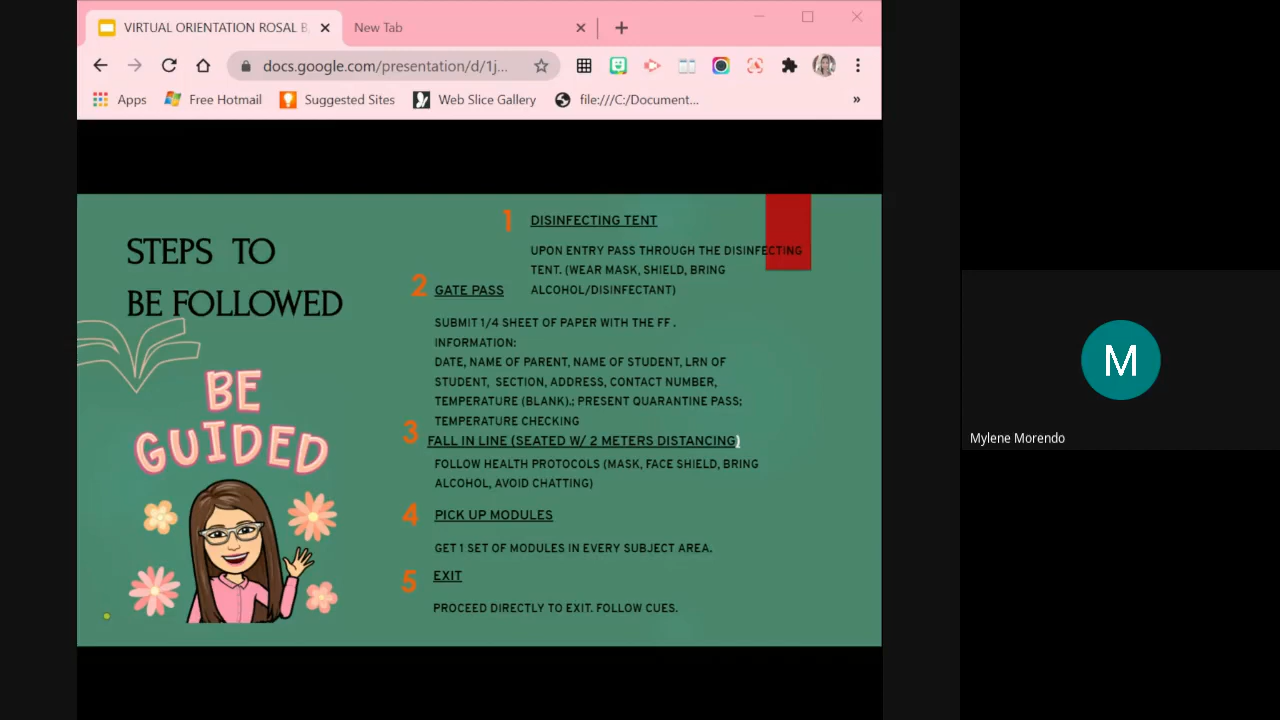 VIRTUAL ORIENTATION ROSAL B
New Tab
docs.google.com/presentation/d/1j...
Apps
Free Hotmail
Suggested Sites
Web Slice Gallery
file:///C:/Document...
»
STEPS TO
BE FOLLOWED
BE
GUIDED
1 DISINFECTING TENT
UPON ENTRY PASS THROUGH THE DISINFECTING
TENT. (WEAR MASK, SHIELD, BRING
ALCOHOL/DISINFECTANT)
2 GATE PASS
SUBMIT 1/4 SHEET OF PAPER WITH THE FF .
INFORMATION:
DATE, NAME OF PARENT, NAME OF STUDENT, LRN OF
STUDENT, SECTION, ADDRESS, CONTACT NUMBER,
TEMPERATURE (BLANK).; PRESENT QUARANTINE PASS;
TEMPERATURE CHECKING
3 FALL IN LINE (SEATED W/ 2 METERS DISTANCING)
FOLLOW HEALTH PROTOCOLS (MASK, FACE SHIELD, BRING
ALCOHOL, AVOID CHATTING)
4 PICK UP MODULES
GET 1 SET OF MODULES IN EVERY SUBJECT AREA.
5 EXIT
PROCEED DIRECTLY TO EXIT. FOLLOW CUES.
M
Mylene Morendo